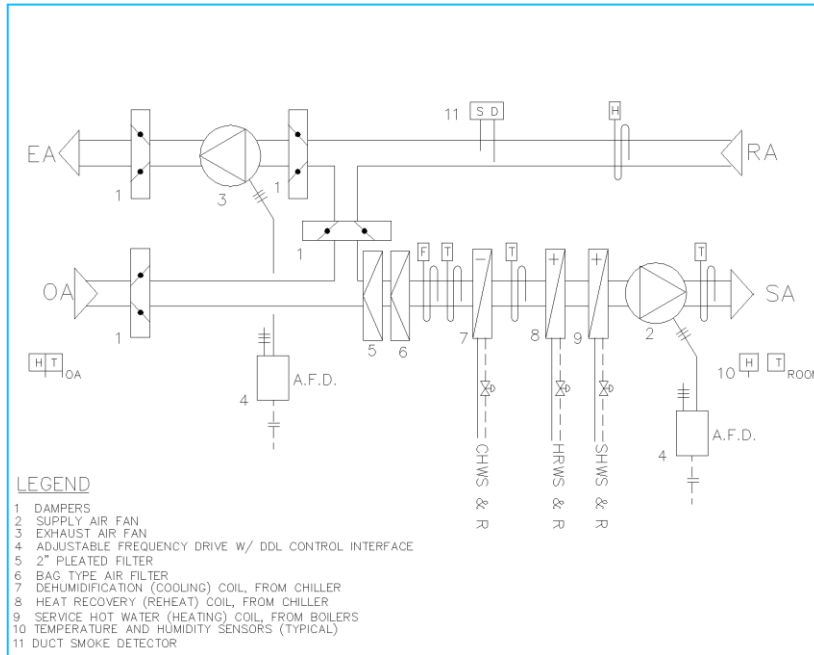 11 S D H
EA 1 3 1 RA
1
OA 1 5 6 F T 7 - T 8 + 9 + 2 T SA
H T OA
4 A.F.D.
10 H T ROOM
4 A.F.D.
CHWS & R
HRWS & R
SHWS & R
LEGEND
1 DAMPERS
2 SUPPLY AIR FAN
3 EXHAUST AIR FAN
4 ADJUSTABLE FREQUENCY DRIVE W/ DDL CONTROL INTERFACE
5 2" PLEATED FILTER
6 BAG TYPE AIR FILTER
7 DEHUMIDIFICATION (COOLING) COIL, FROM CHILLER
8 HEAT RECOVERY (REHEAT) COIL, FROM CHILLER
9 SERVICE HOT WATER (HEATING) COIL, FROM BOILERS
10 TEMPERATURE AND HUMIDITY SENSORS (TYPICAL)
11 DUCT SMOKE DETECTOR